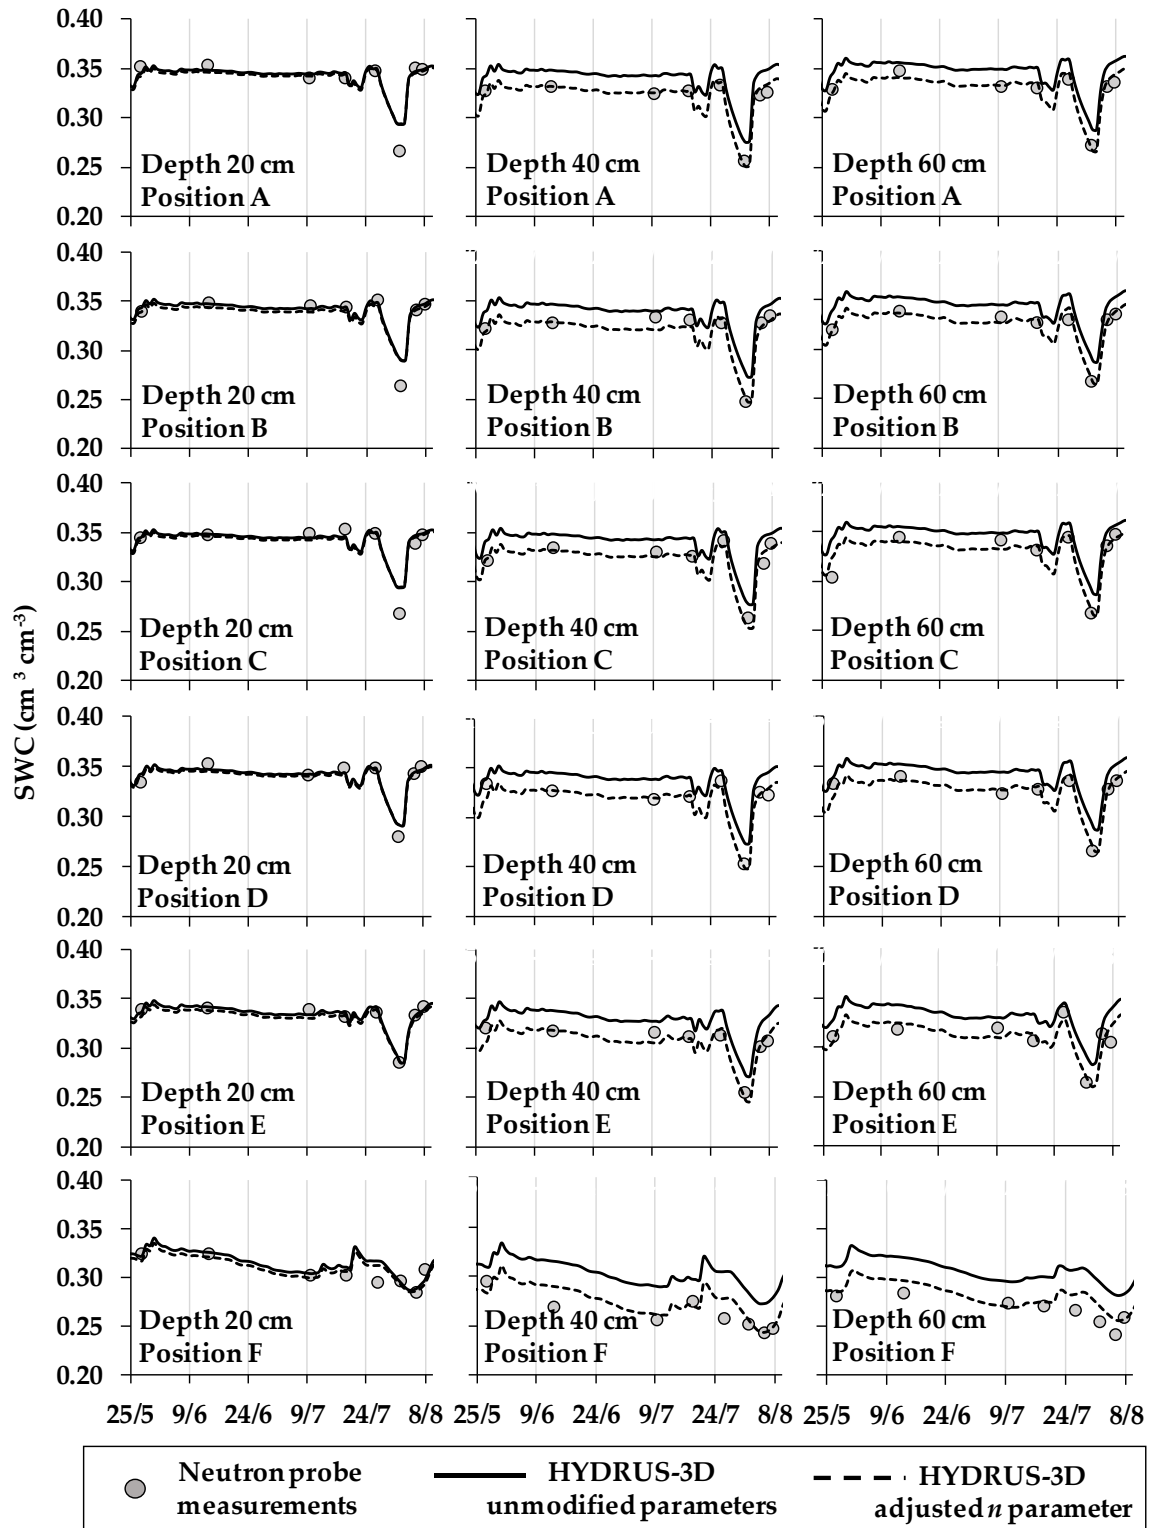 0.40
0.35
0.30
0.25
0.20
Depth 20 cm
Position A
Depth 40 cm
Position A
Depth 60 cm
Position A
0.40
0.35
0.30
0.25
0.20
Depth 20 cm
Position B
Depth 40 cm
Position B
Depth 60 cm
Position B
0.40
0.35
0.30
0.25
0.20
Depth 20 cm
Position C
Depth 40 cm
Position C
Depth 60 cm
Position C
SWC (cm³ cm⁻³)
0.40
0.35
0.30
0.25
0.20
Depth 20 cm
Position D
Depth 40 cm
Position D
Depth 60 cm
Position D
0.40
0.35
0.30
0.25
0.20
Depth 20 cm
Position E
Depth 40 cm
Position E
Depth 60 cm
Position E
0.40
0.35
0.30
0.25
0.20
Depth 20 cm
Position F
Depth 40 cm
Position F
Depth 60 cm
Position F
25/5 9/6 24/6 9/7 24/7 8/8
25/5 9/6 24/6 9/7 24/7 8/8
25/5 9/6 24/6 9/7 24/7 8/8
Neutron probe
measurements
HYDRUS-3D
unmodified parameters
HYDRUS-3D
adjusted n parameter